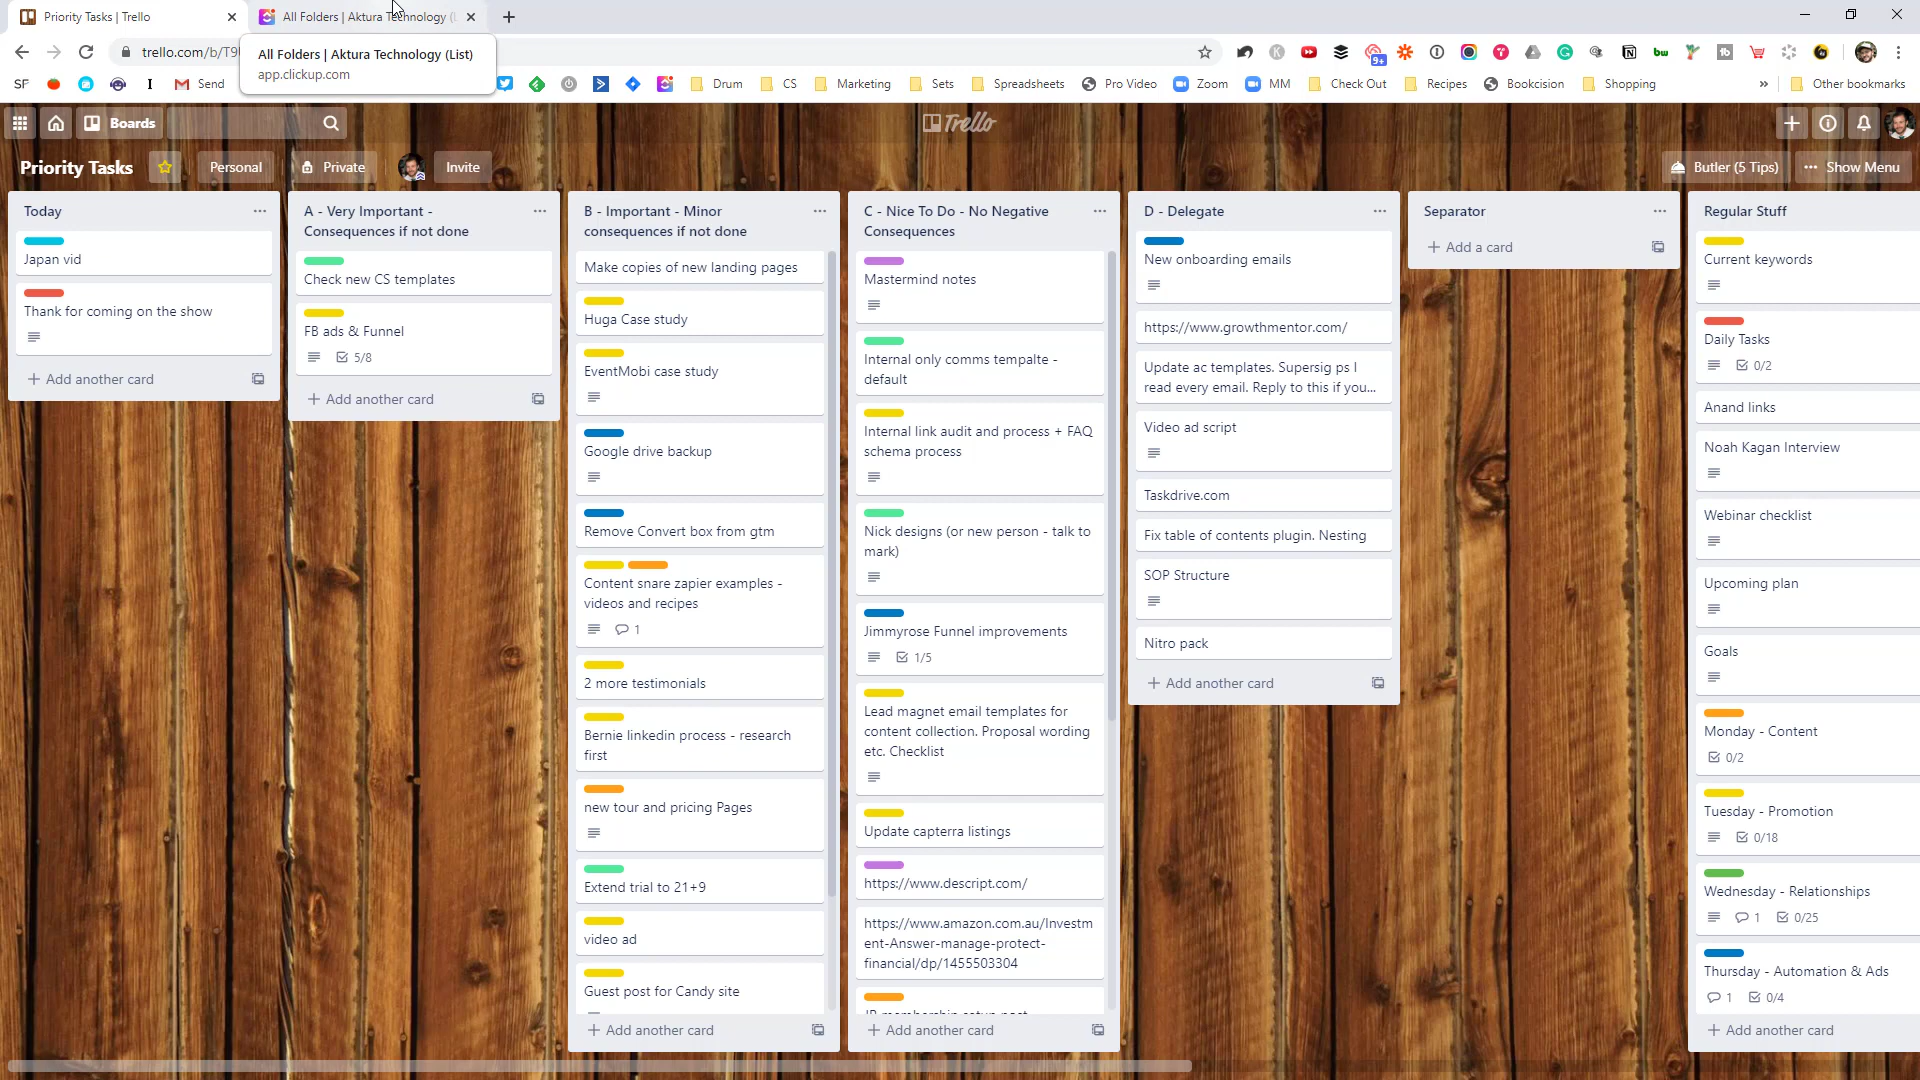 Priority Tasks | Trello
All Folders | Aktura Technology (
trello.com/b/T9
All Folders | Aktura Technology (List)
app.clickup.com
9+
SF
Send
Drum
CS
Marketing
Sets
Spreadsheets
Pro Video
Zoom
MM
Check Out
Recipes
Bookcision
Shopping
»
Other bookmarks
Boards
Trello
Priority Tasks
Personal
Private
Invite
Butler (5 Tips)
Show Menu
Today
Japan vid
Thank for coming on the show
Add another card
A - Very Important -
Consequences if not done
Check new CS templates
FB ads & Funnel
5/8
Add another card
B - Important - Minor
consequences if not done
Make copies of new landing pages
Huga Case study
EventMobi case study
Google drive backup
Remove Convert box from gtm
Content snare zapier examples -
videos and recipes
1
2 more testimonials
Bernie linkedin process - research
first
new tour and pricing Pages
Extend trial to 21+9
video ad
Guest post for Candy site
Add another card
C - Nice To Do - No Negative
Consequences
Mastermind notes
Internal only comms tempalte -
default
Internal link audit and process + FAQ
schema process
Nick designs (or new person - talk to
mark)
Jimmyrose Funnel improvements
1/5
Lead magnet email templates for
content collection. Proposal wording
etc. Checklist
Update capterra listings
https://www.descript.com/
https://www.amazon.com.au/Investm
ent-Answer-manage-protect-
financial/dp/1455503304
Add another card
D - Delegate
New onboarding emails
https://www.growthmentor.com/
Update ac templates. Supersig ps I
read every email. Reply to this if you...
Video ad script
Taskdrive.com
Fix table of contents plugin. Nesting
SOP Structure
Nitro pack
Add another card
Separator
Add a card
Regular Stuff
Current keywords
Daily Tasks
0/2
Anand links
Noah Kagan Interview
Webinar checklist
Upcoming plan
Goals
Monday - Content
0/2
Tuesday - Promotion
0/18
Wednesday - Relationships
1 0/25
Thursday - Automation & Ads
1 0/4
Add another card